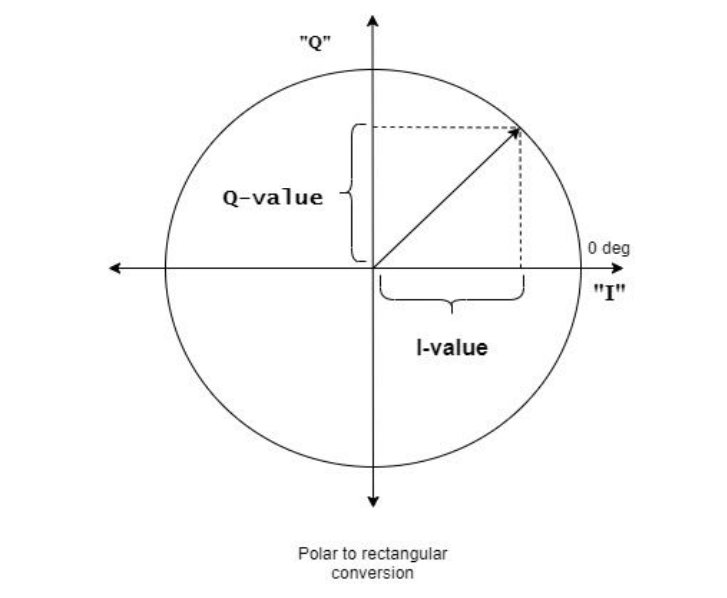 "Q"
Q-value
0 deg
"I"
I-value
Polar to rectangular
conversion